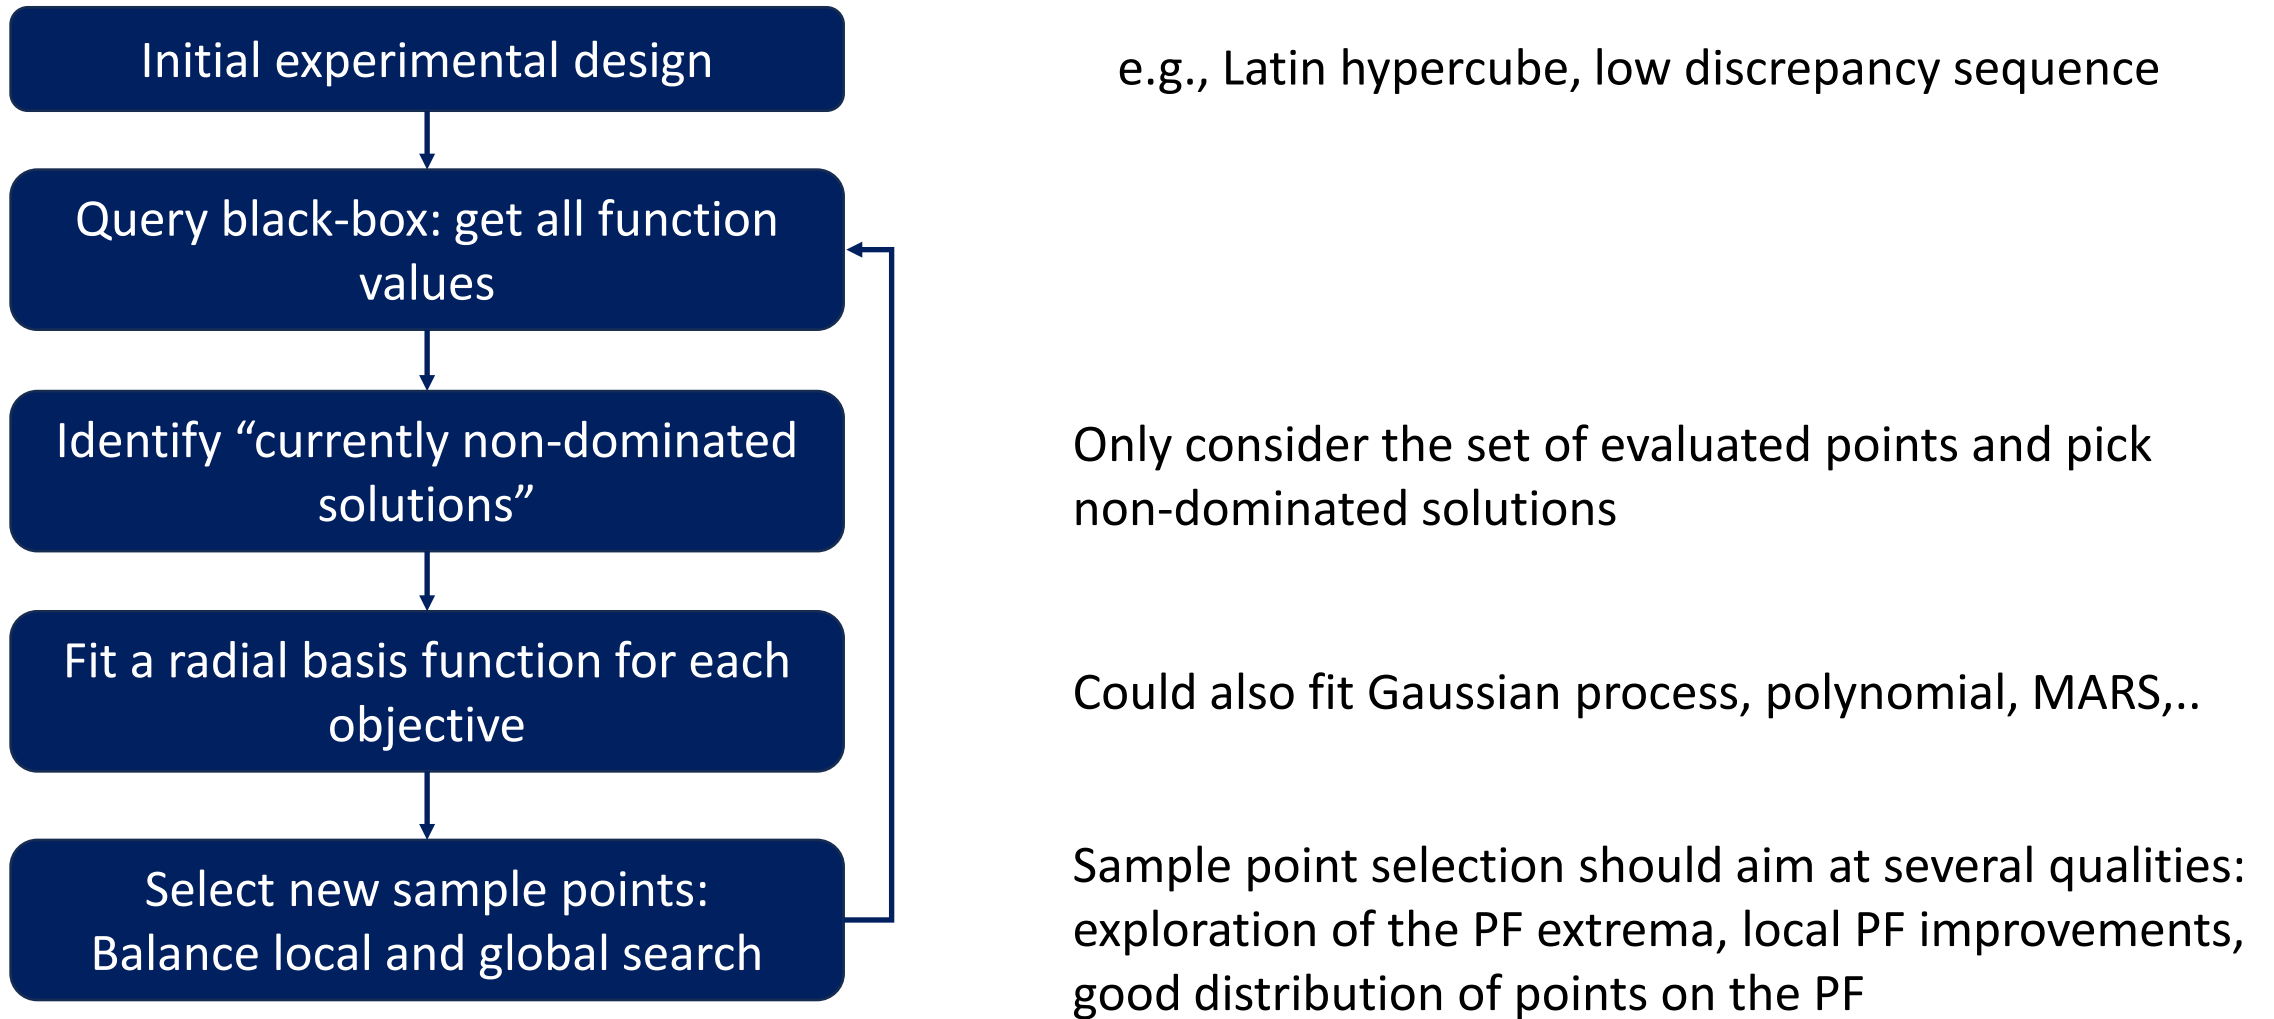 Initial experimental design
e.g., Latin hypercube, low discrepancy sequence
Query black-box: get all function
values
Identify “currently non-dominated
solutions”
Only consider the set of evaluated points and pick
non-dominated solutions
Fit a radial basis function for each
objective
Could also fit Gaussian process, polynomial, MARS,..
Select new sample points:
Balance local and global search
Sample point selection should aim at several qualities:
exploration of the PF extrema, local PF improvements,
good distribution of points on the PF